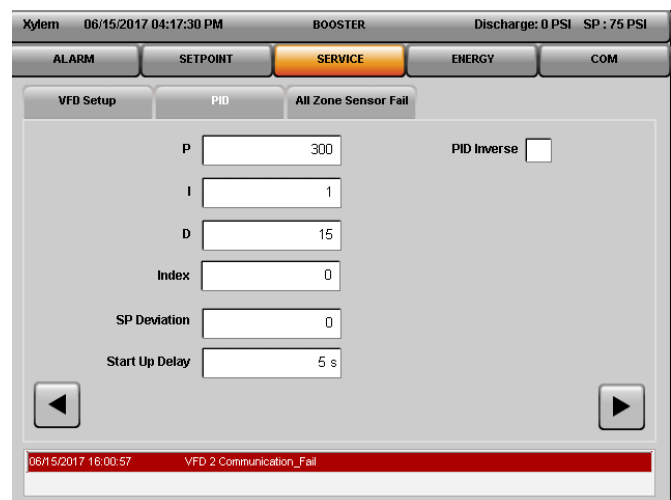 Xylem 06/15/2017 04:17:30 PM BOOSTER Discharge: 0 PSI SP : 75 PSI
ALARM SETPOINT SERVICE ENERGY COM
VFD Setup PID All Zone Sensor Fail
P 300 PID Inverse
I 1
D 15
Index 0
SP Deviation 0
Start Up Delay 5 s
06/15/2017 16:00:57 VFD 2 Communication_Fail